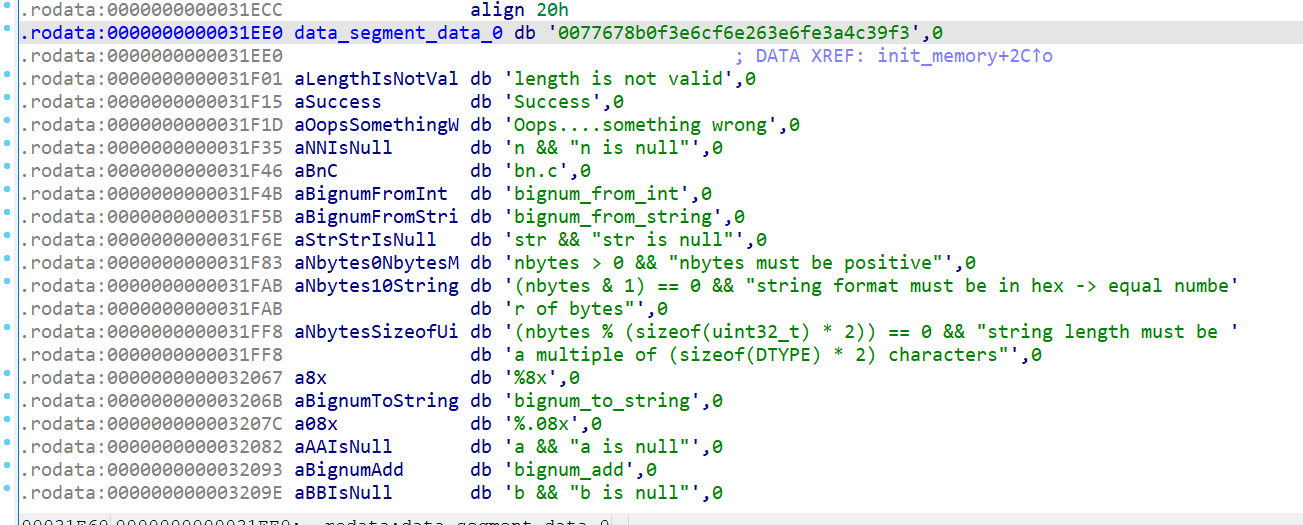 .rodata:0000000000031ECC align 20h
.rodata:0000000000031EE0 data_segment_data_0 db '0077678b0f3e6cf6e263e6fe3a4c39f3',0
.rodata:0000000000031EE0 ; DATA XREF: init_memory+2C↑o
.rodata:0000000000031F01 aLengthIsNotVal db 'length is not valid',0
.rodata:0000000000031F15 aSuccess db 'Success',0
.rodata:0000000000031F1D aOopsSomethingW db 'Oops....something wrong',0
.rodata:0000000000031F35 aNNIsNull db 'n && "n is null"',0
.rodata:0000000000031F46 aBnC db 'bn.c',0
.rodata:0000000000031F4B aBignumFromInt db 'bignum_from_int',0
.rodata:0000000000031F5B aBignumFromStri db 'bignum_from_string',0
.rodata:0000000000031F6E aStrStrIsNull db 'str && "str is null"',0
.rodata:0000000000031F83 aNbytes0NbytesM db 'nbytes > 0 && "nbytes must be positive"',0
.rodata:0000000000031FAB aNbytes10String db '(nbytes & 1) == 0 && "string format must be in hex -> equal numbe'
.rodata:0000000000031FAB db 'r of bytes"',0
.rodata:0000000000031FF8 aNbytesSizeofUi db '(nbytes % (sizeof(uint32_t) * 2)) == 0 && "string length must be '
.rodata:0000000000031FF8 db 'a multiple of (sizeof(DTYPE) * 2) characters"',0
.rodata:0000000000032067 a8x db '%8x',0
.rodata:000000000003206B aBignumToString db 'bignum_to_string',0
.rodata:000000000003207C a08x db '%.08x',0
.rodata:0000000000032082 aAAIsNull db 'a && "a is null"',0
.rodata:0000000000032093 aBignumAdd db 'bignum_add',0
.rodata:000000000003209E aBBIsNull db 'b && "b is null"',0